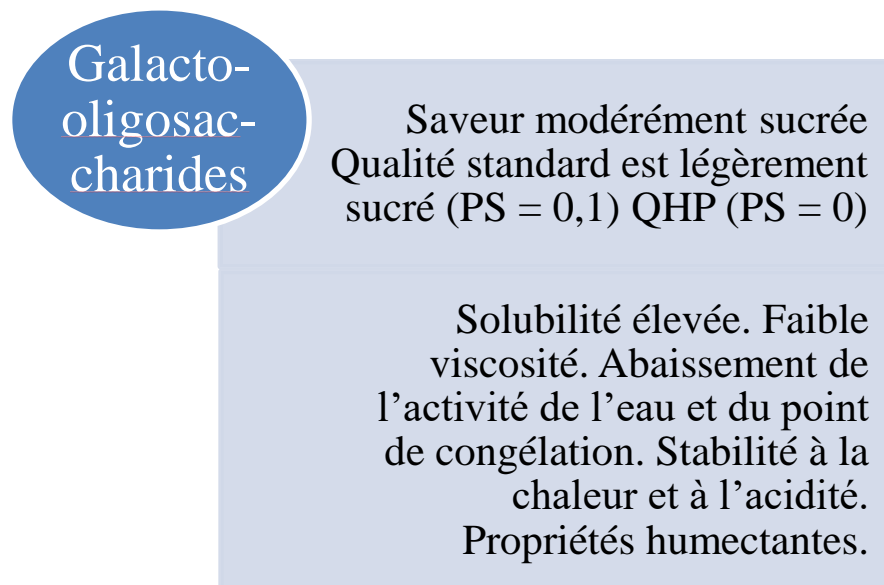 Galacto-
oligosac-
charides
Saveur modérément sucrée
Qualité standard est légèrement
sucré (PS = 0,1) QHP (PS = 0)
Solubilité élevée. Faible
viscosité. Abaissement de
l’activité de l’eau et du point
de congélation. Stabilité à la
chaleur et à l’acidité.
Propriétés humectantes.